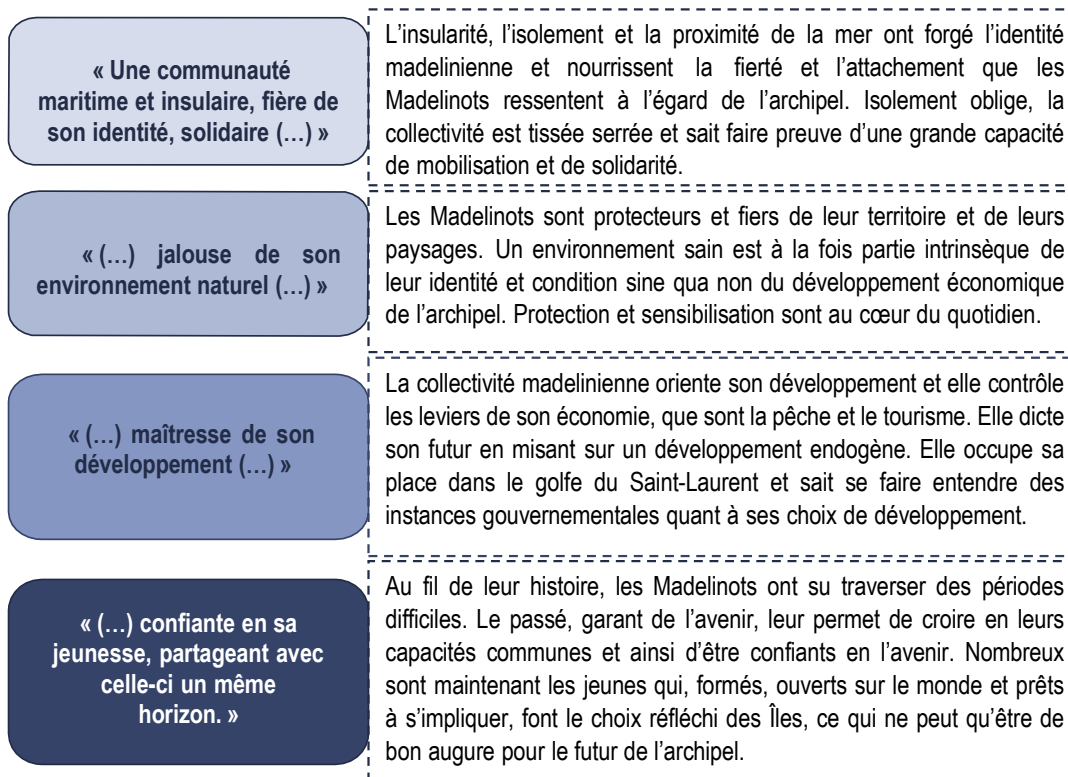 « Une communauté
maritime et insulaire, fière de
son identité, solidaire (…) »
L’insularité, l’isolement et la proximité de la mer ont forgé l’identité
madelinienne et nourrissent la fierté et l’attachement que les
Madelinots ressentent à l’égard de l’archipel. Isolement oblige, la
collectivité est tissée serrée et sait faire preuve d’une grande capacité
de mobilisation et de solidarité.
« (…) jalouse de son
environnement naturel (…) »
Les Madelinots sont protecteurs et fiers de leur territoire et de leurs
paysages. Un environnement sain est à la fois partie intrinsèque de
leur identité et condition sine qua non du développement économique
de l’archipel. Protection et sensibilisation sont au cœur du quotidien.
« (…) maîtresse de son
développement (…) »
La collectivité madelinienne oriente son développement et elle contrôle
les leviers de son économie, que sont la pêche et le tourisme. Elle dicte
son futur en misant sur un développement endogène. Elle occupe sa
place dans le golfe du Saint-Laurent et sait se faire entendre des
instances gouvernementales quant à ses choix de développement.
« (…) confiante en sa
jeunesse, partageant avec
celle-ci un même
horizon. »
Au fil de leur histoire, les Madelinots ont su traverser des périodes
difficiles. Le passé, garant de l’avenir, leur permet de croire en leurs
capacités communes et ainsi d’être confiants en l’avenir. Nombreux
sont maintenant les jeunes qui, formés, ouverts sur le monde et prêts
à s’impliquer, font le choix réfléchi des Îles, ce qui ne peut qu’être de
bon augure pour le futur de l’archipel.